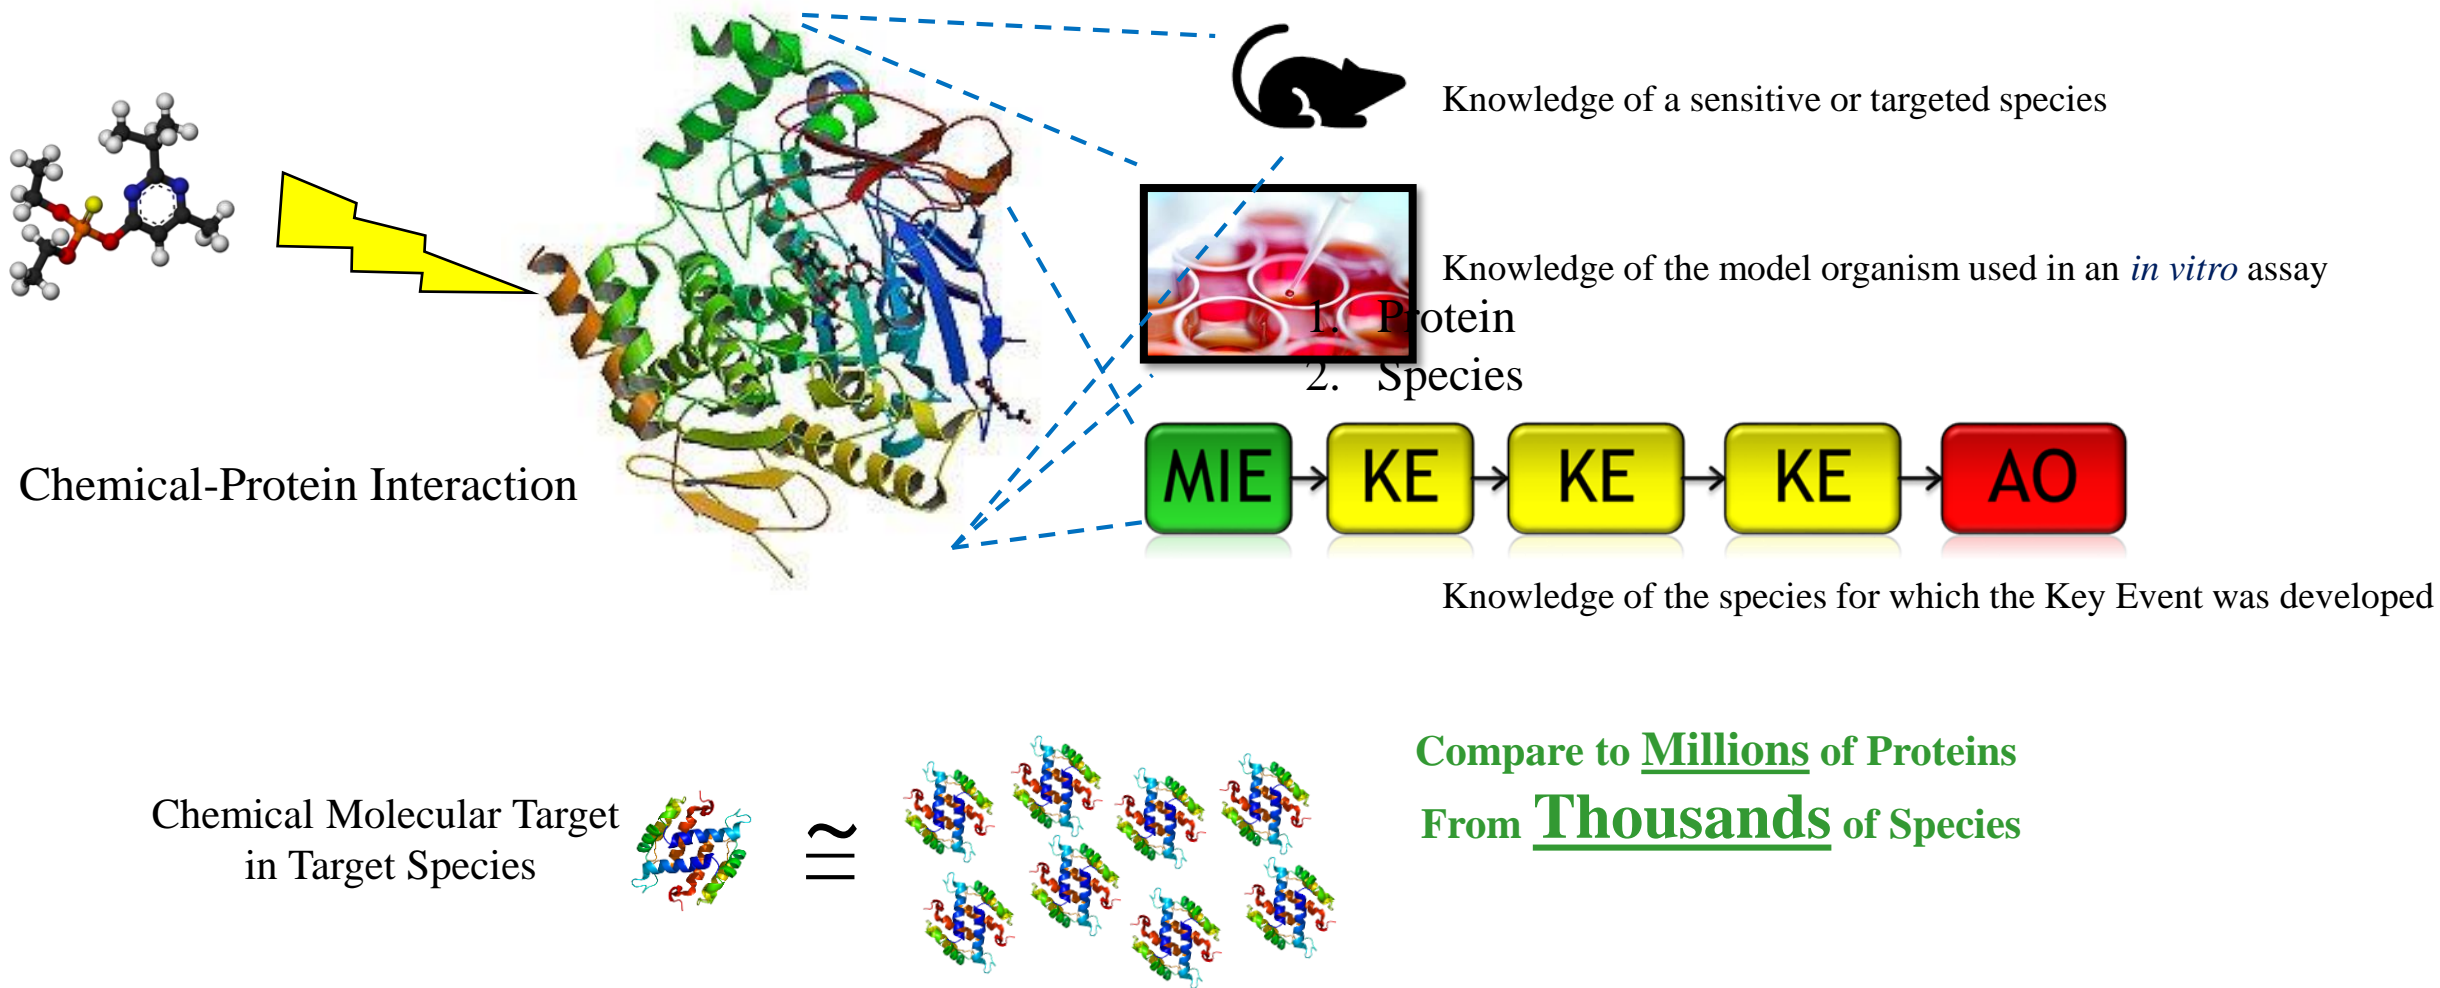 Knowledge of a sensitive or targeted species
Knowledge of the model organism used in an in vitro assay
1. Protein
2. Species
MIE KE KE KE AO
Chemical-Protein Interaction
Knowledge of the species for which the Key Event was developed
Compare to Millions of Proteins
From Thousands of Species
Chemical Molecular Target
in Target Species
≅